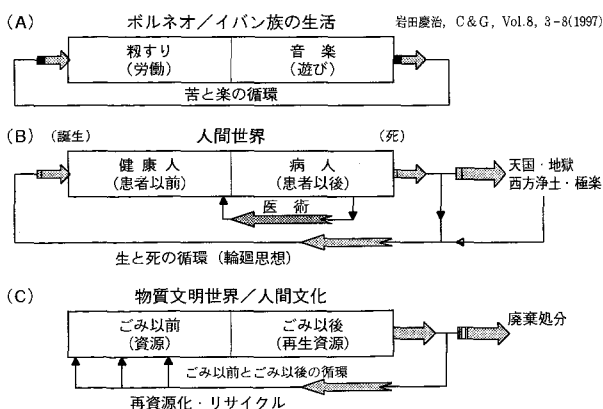 (A) ボルネオ/イバン族の生活 岩田慶治, C&G, Vol.8, 3-8(1997)
籾すり 音楽
(労働) (遊び)
苦と楽の循環
(B) (誕生) 人間世界 (死)
健康人 病人
(患者以前) (患者以後)
天国・地獄
西方浄土・極楽
医術
生と死の循環(輪廻思想)
(C) 物質文明世界/人間文化
ごみ以前 ごみ以後
(資源) (再生資源)
廃棄処分
ごみ以前とごみ以後の循環
再資源化・リサイクル